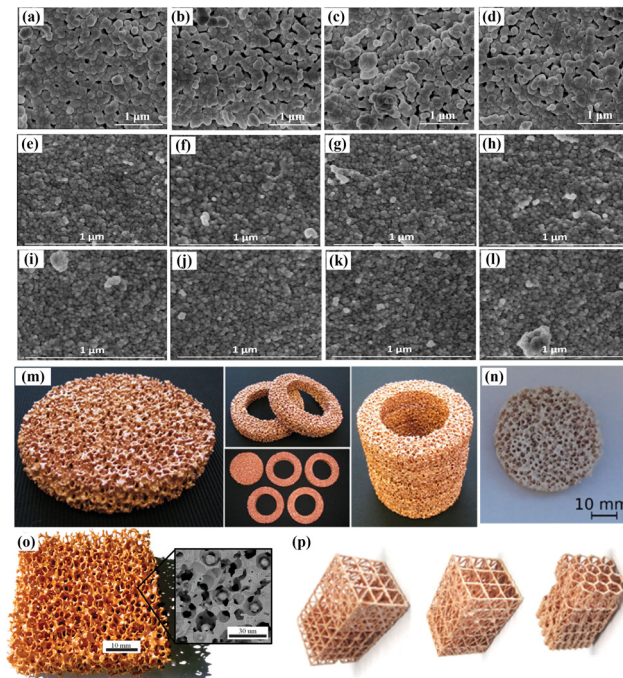 (a)
1 µm
(b)
1 µm
(c)
1 µm
(d)
1 µm
(e)
1 µm
(f)
1 µm
(g)
1 µm
(h)
1 µm
(i)
1 µm
(j)
1 µm
(k)
1 µm
(l)
1 µm
(m)
(n)
10 mm
(o)
10 mm
30 um
(p)